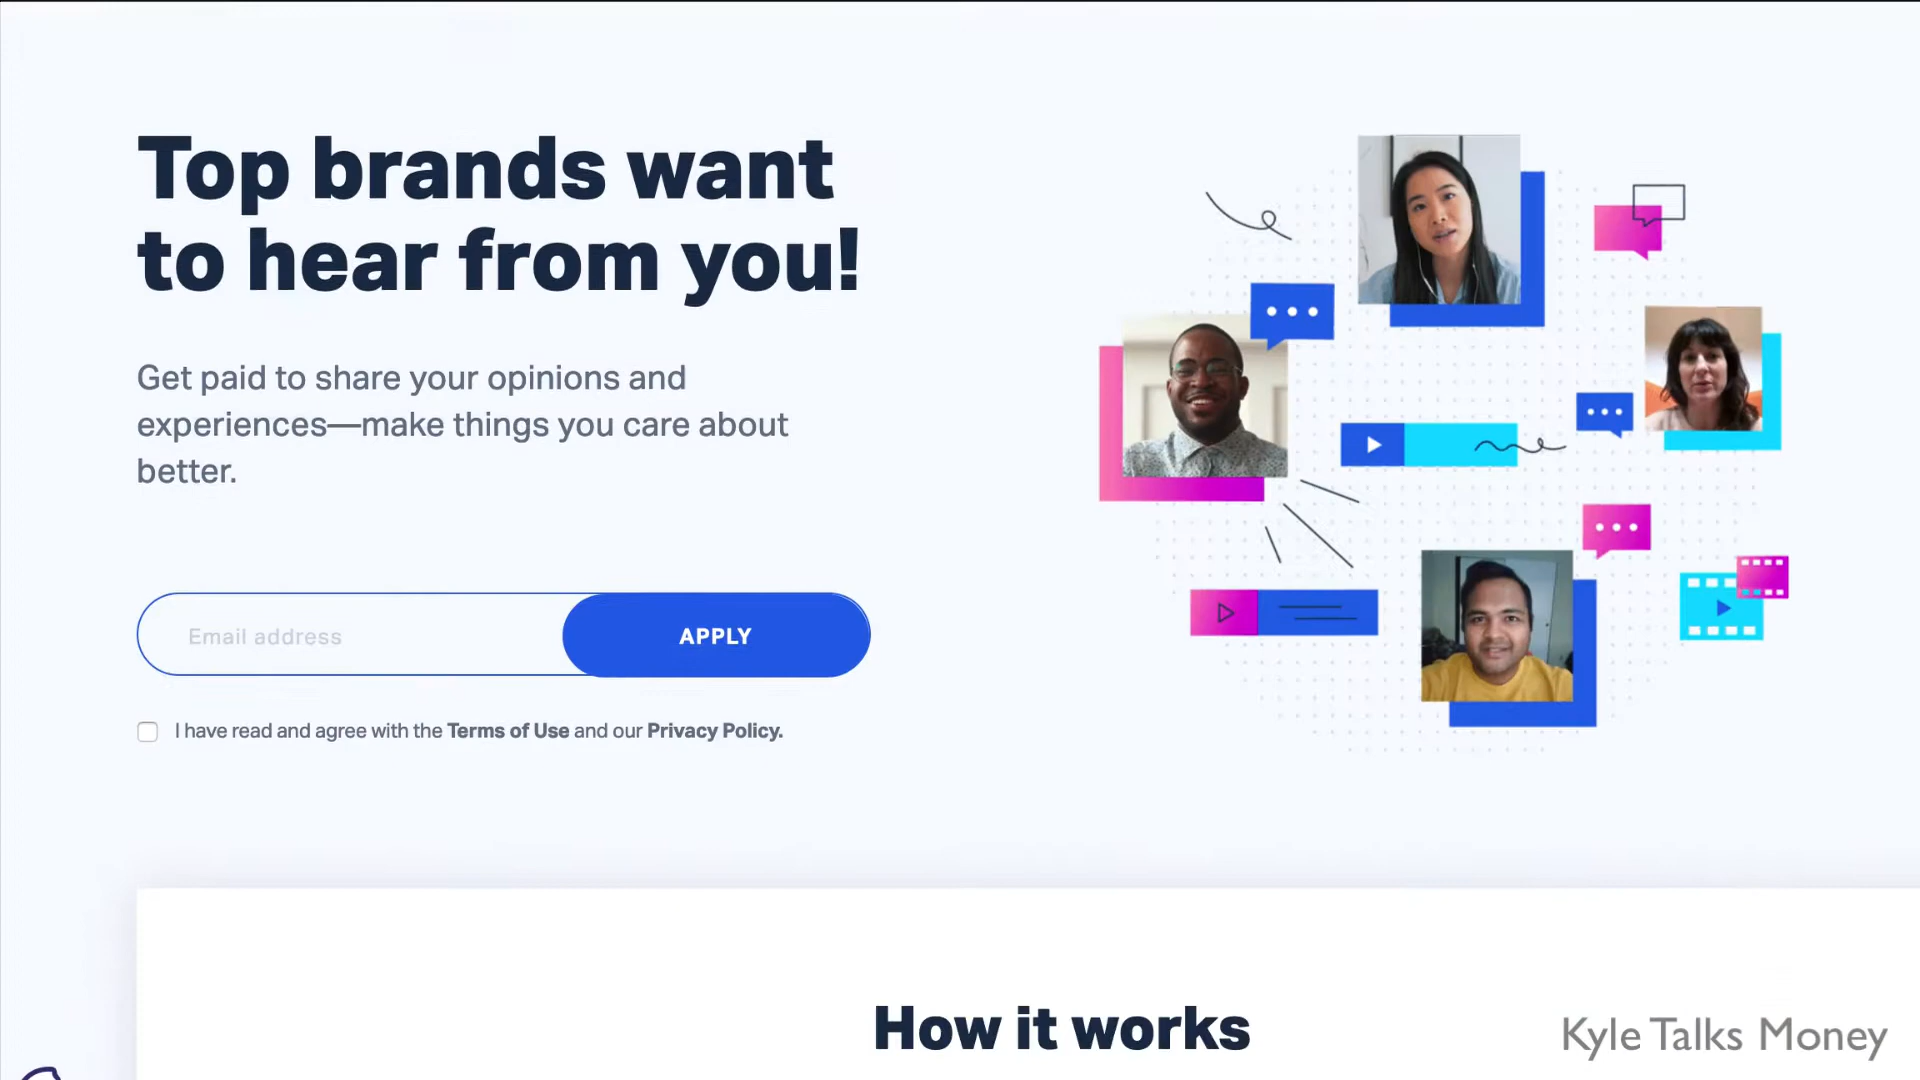 Top brands want
to hear from you!
Get paid to share your opinions and
experiences—make things you care about
better.
Email address
APPLY
I have read and agree with the Terms of Use and our Privacy Policy.
How it works
Kyle Talks Money